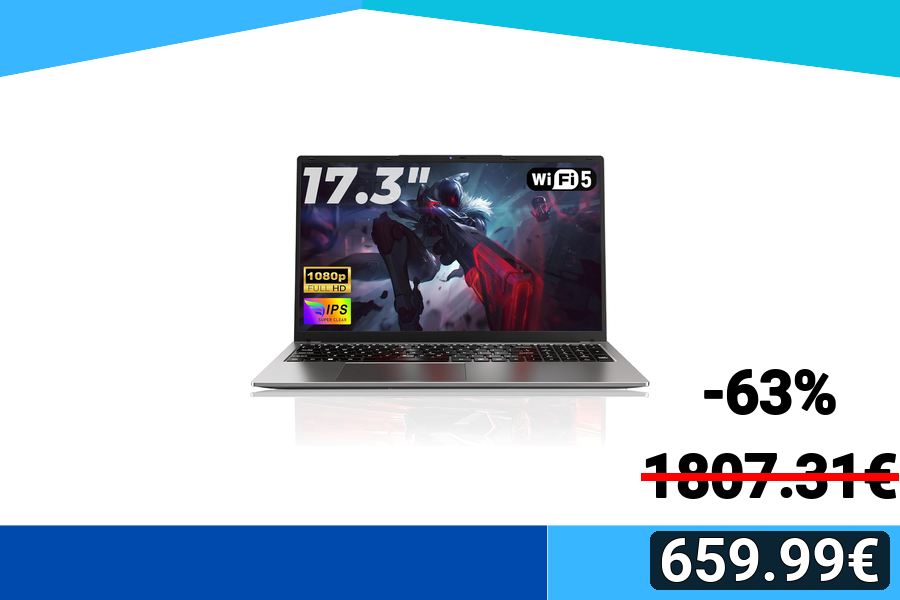 17.3"
WiFi5
1080p
FULL HD
IPS
SUPER CLEAR
-63%
1807.31€
659.99€